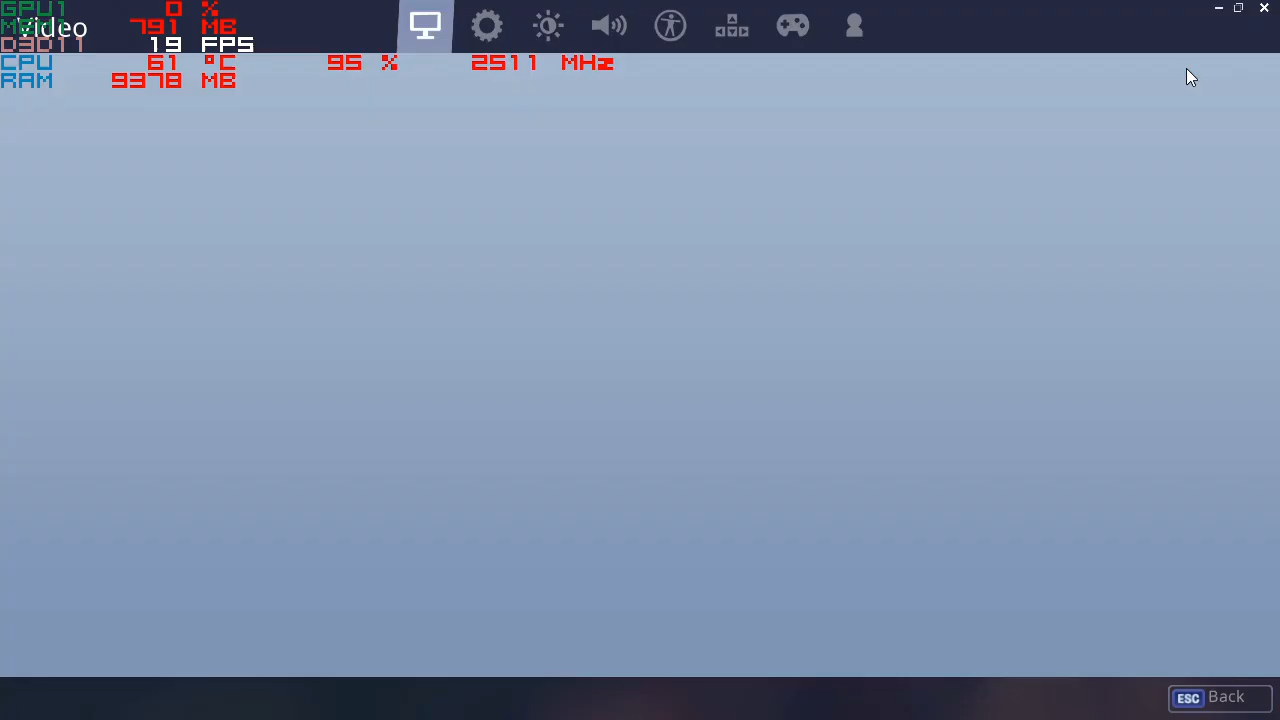 GPU1 0 %
Video
MEM 791 MB
D3D11 19 FPS
CPU 61 °C 95 % 2511 MHz
RAM 9378 MB
ESC Back